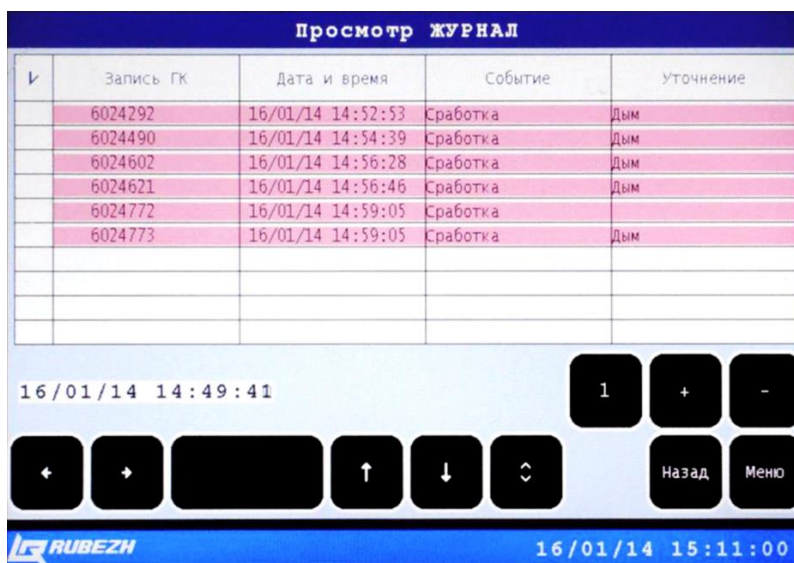 Просмотр ЖУРНАЛ
V Запись ГК Дата и время Событие Уточнение
6024292 16/01/14 14:52:53 Сработка Дым
6024490 16/01/14 14:54:39 Сработка Дым
6024602 16/01/14 14:56:28 Сработка Дым
6024621 16/01/14 14:56:46 Сработка Дым
6024772 16/01/14 14:59:05 Сработка
6024773 16/01/14 14:59:05 Сработка Дым
16/01/14 14:49:41
1 + -
Назад Меню
RUBEZH 16/01/14 15:11:00